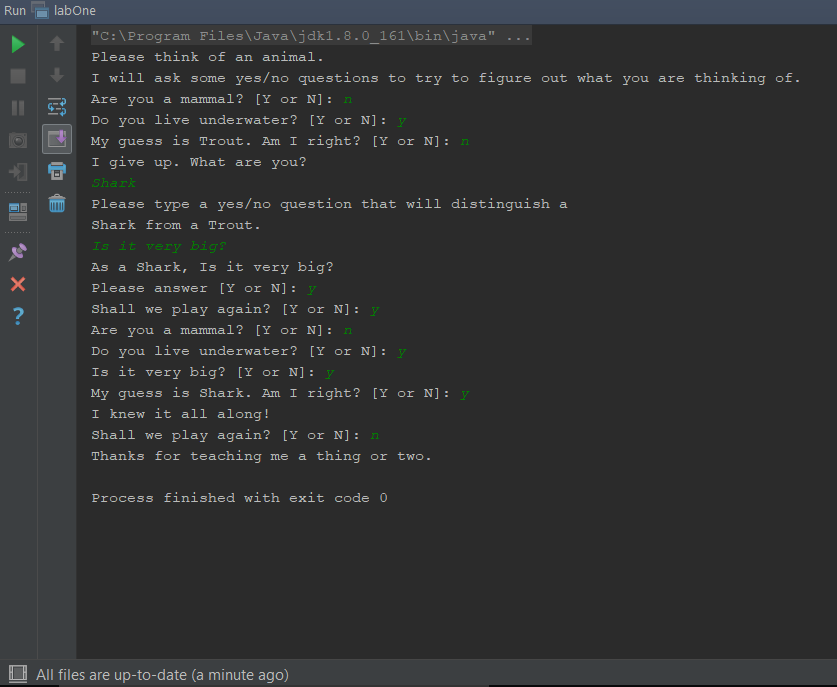 Run labOne
"C:\Program Files\Java\jdk1.8.0_161\bin\java" ...
Please think of an animal.
I will ask some yes/no questions to try to figure out what you are thinking of.
Are you a mammal? [Y or N]: n
Do you live underwater? [Y or N]: y
My guess is Trout. Am I right? [Y or N]: n
I give up. What are you?
Shark
Please type a yes/no question that will distinguish a
Shark from a Trout.
Is it very big?
As a Shark, Is it very big?
Please answer [Y or N]: y
Shall we play again? [Y or N]: y
Are you a mammal? [Y or N]: n
Do you live underwater? [Y or N]: y
Is it very big? [Y or N]: y
My guess is Shark. Am I right? [Y or N]: y
I knew it all along!
Shall we play again? [Y or N]: n
Thanks for teaching me a thing or two.
Process finished with exit code 0
All files are up-to-date (a minute ago)